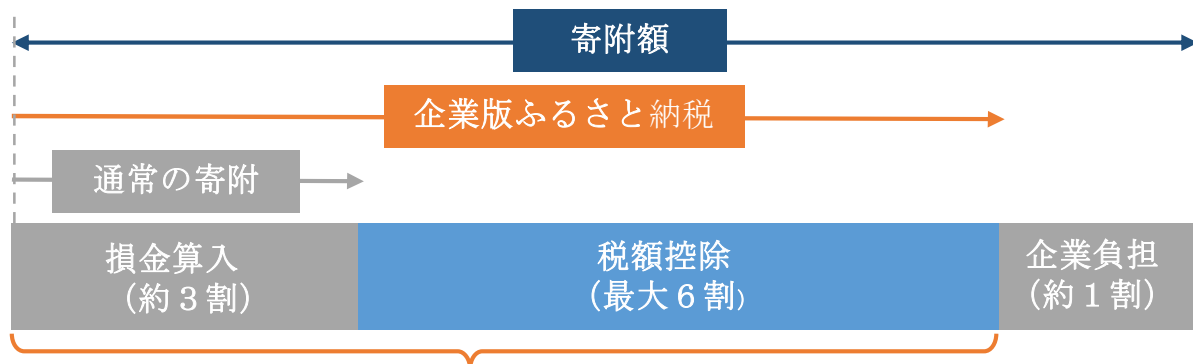 寄附額
企業版ふるさと納税
通常の寄附
損金算入
(約3割)
税額控除
(最大6割)
企業負担
(約1割)